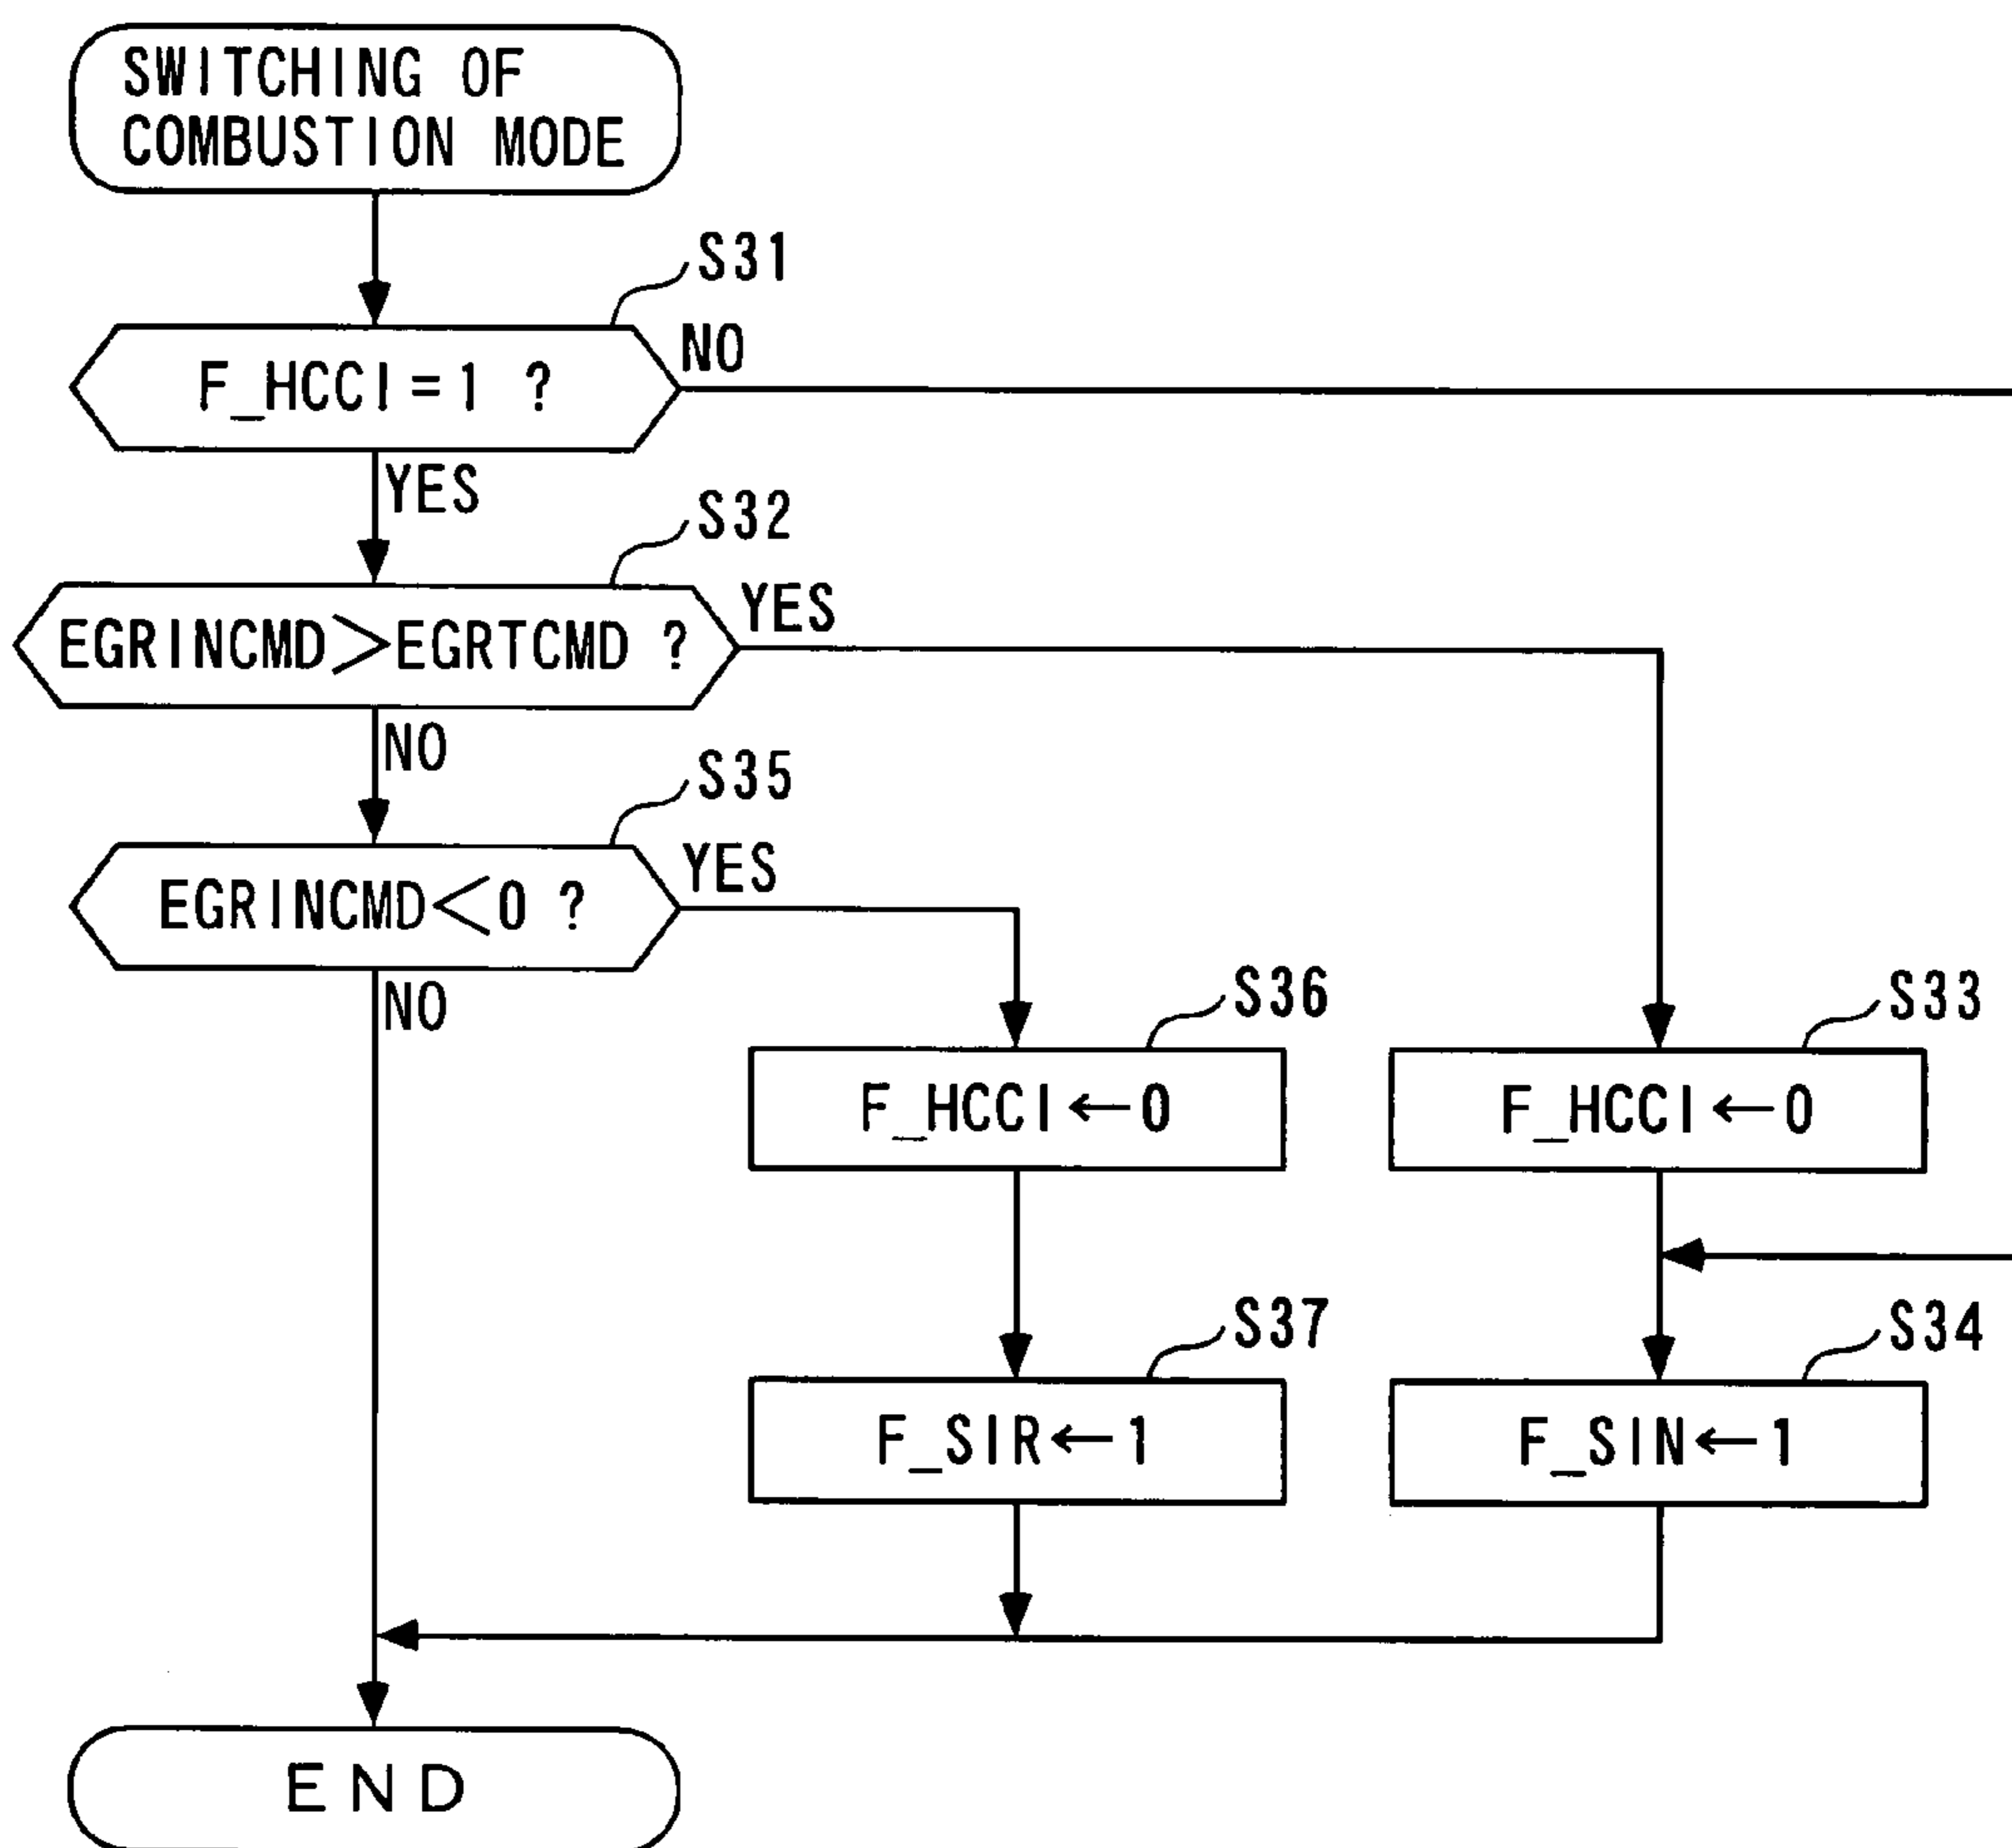 SWITCHING OF
COMBUSTION MODE
S31
F_HCCI=1 ?
NO
YES
S32
EGRINCMD>EGRTCMD ?
YES
NO
S35
EGRINCMD<0 ?
YES
NO
S36
F_HCCI←0
S33
F_HCCI←0
S37
F_SIR←1
S34
F_SIN←1
END